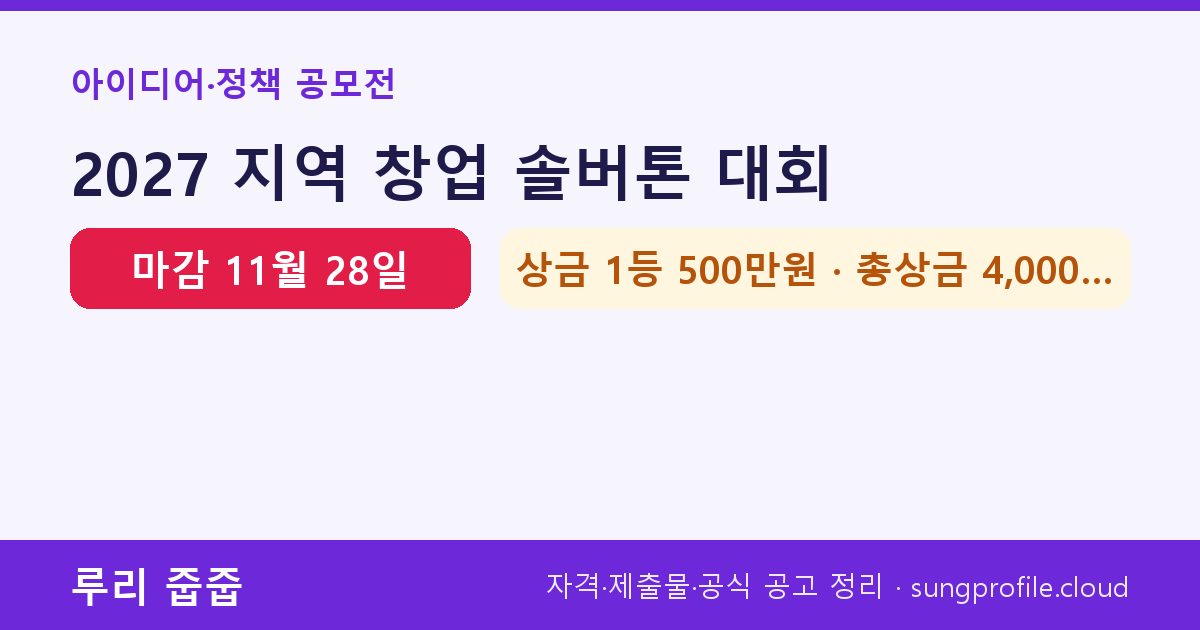 아이디어·정책 공모전
2027 지역 창업 솔버톤 대회
마감 11월 28일
상금 1등 500만원 · 총상금 4,000...
루리 줍줍
자격·제출물·공식 공고 정리 · sungprofile.cloud